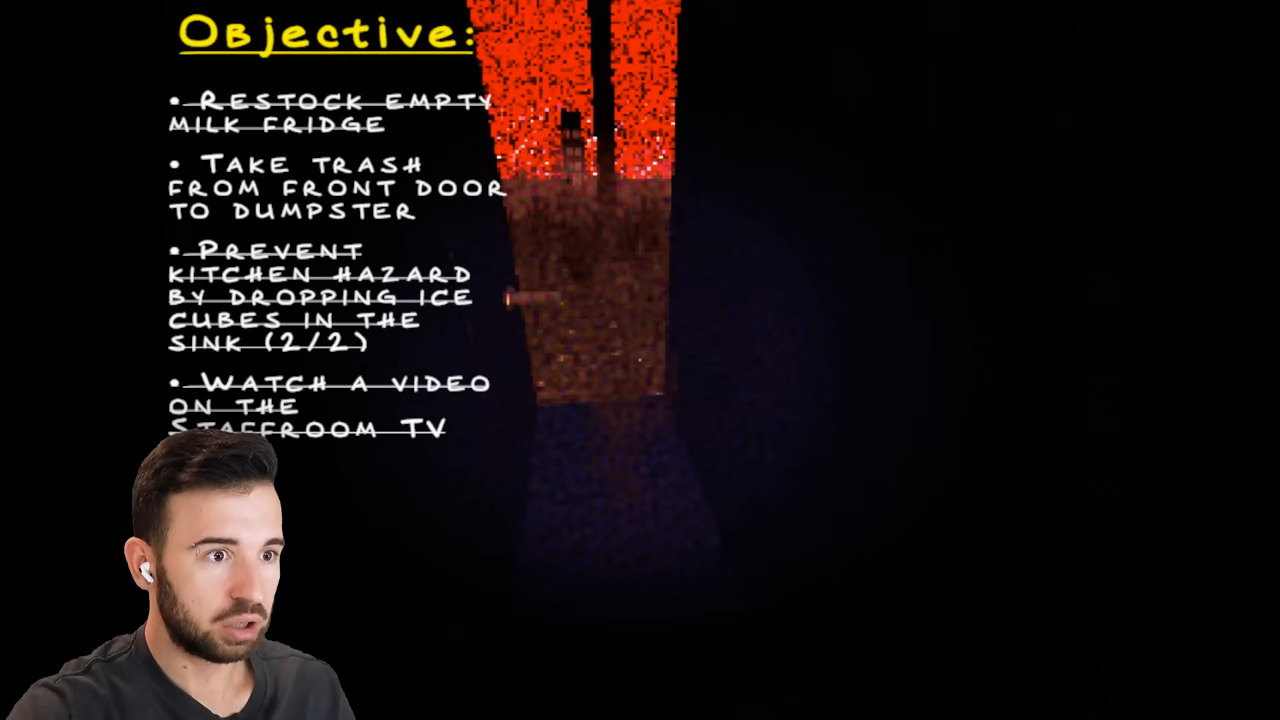 Objective:
• RESTOCK EMPTY
MILK FRIDGE
• TAKE TRASH
FROM FRONT DOOR
TO DUMPSTER
• PREVENT
KITCHEN HAZARD
BY DROPPING ICE
CUBES IN THE
SINK (2/2)
• WATCH A VIDEO
ON THE
STAFFROOM TV